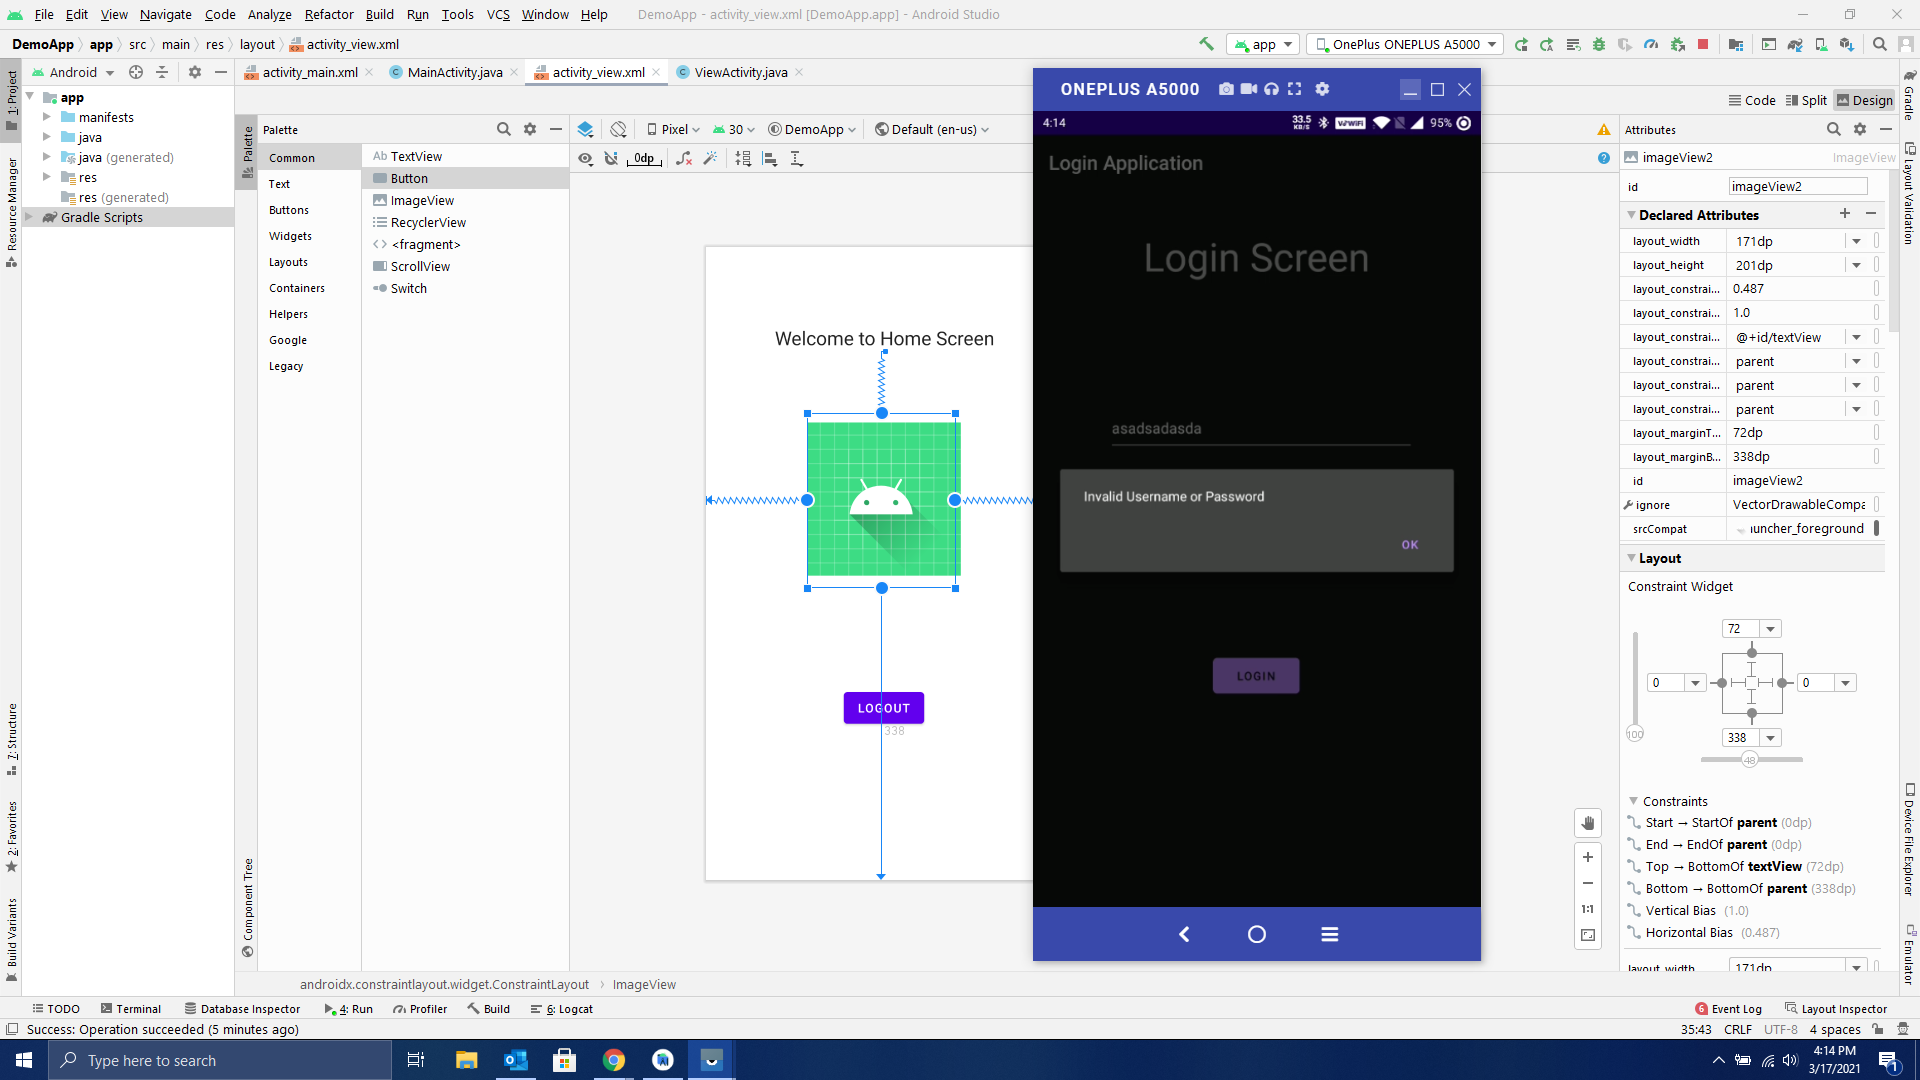 File Edit View Navigate Code Analyze Refactor Build Run Tools VCS Window Help DemoApp - activity_view.xml [DemoApp.app] - Android Studio
DemoApp app src main res layout activity_view.xml
app OnePlus ONEPLUS A5000
Android
activity_main.xml MainActivity.java activity_view.xml ViewActivity.java
1: Project
Resource Manager
7: Structure
2: Favorites
Build Variants
app
manifests
java
java (generated)
res
res (generated)
Gradle Scripts
Palette
Component Tree
Palette
Common
Text
Buttons
Widgets
Layouts
Containers
Helpers
Google
Legacy
Ab TextView
Button
ImageView
RecyclerView
<> <fragment>
ScrollView
Switch
Pixel 30 DemoApp Default (en-us)
0dp
Welcome to Home Screen
LOGOUT
338
ONEPLUS A5000
4:14 33.5 KB/S WiFi 95%
Login Application
Login Screen
asadsadasda
Invalid Username or Password
OK
LOGIN
Code Split Design
Attributes
imageView2 ImageView
id imageView2
Declared Attributes
layout_width 171dp
layout_height 201dp
layout_constrai... 0.487
layout_constrai... 1.0
layout_constrai... @+id/textView
layout_constrai... parent
layout_constrai... parent
layout_constrai... parent
layout_marginT... 72dp
layout_marginB... 338dp
id imageView2
ignore VectorDrawableCompa
srcCompat uncher_foreground
Layout
Constraint Widget
72
0 0
338
100
48
Constraints
Start → StartOf parent (0dp)
End → EndOf parent (0dp)
Top → BottomOf textView (72dp)
Bottom → BottomOf parent (338dp)
Vertical Bias (1.0)
Horizontal Bias (0.487)
layout_width 171dp
1:1
Gradle
Layout Validation
Device File Explorer
Emulator
androidx.constraintlayout.widget.ConstraintLayout › ImageView
TODO Terminal Database Inspector 4: Run Profiler Build 6: Logcat 6 Event Log Layout Inspector
Success: Operation succeeded (5 minutes ago) 35:43 CRLF UTF-8 4 spaces
Type here to search
4:14 PM
3/17/2021
1